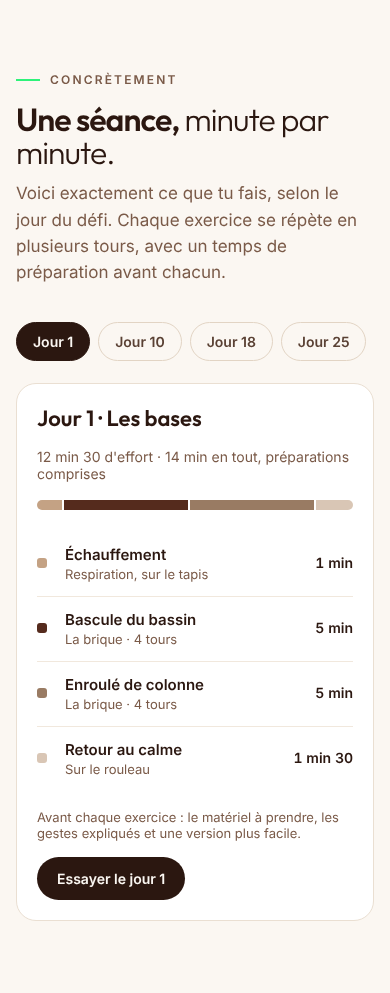 CONCRÈTEMENT
Une séance, minute par
minute.
Voici exactement ce que tu fais, selon le
jour du défi. Chaque exercice se répète en
plusieurs tours, avec un temps de
préparation avant chacun.
Jour 1 Jour 10 Jour 18 Jour 25
Jour 1 · Les bases
12 min 30 d'effort · 14 min en tout, préparations
comprises
Échauffement 1 min
Respiration, sur le tapis
Bascule du bassin 5 min
La brique · 4 tours
Enroulé de colonne 5 min
La brique · 4 tours
Retour au calme 1 min 30
Sur le rouleau
Avant chaque exercice : le matériel à prendre, les
gestes expliqués et une version plus facile.
Essayer le jour 1